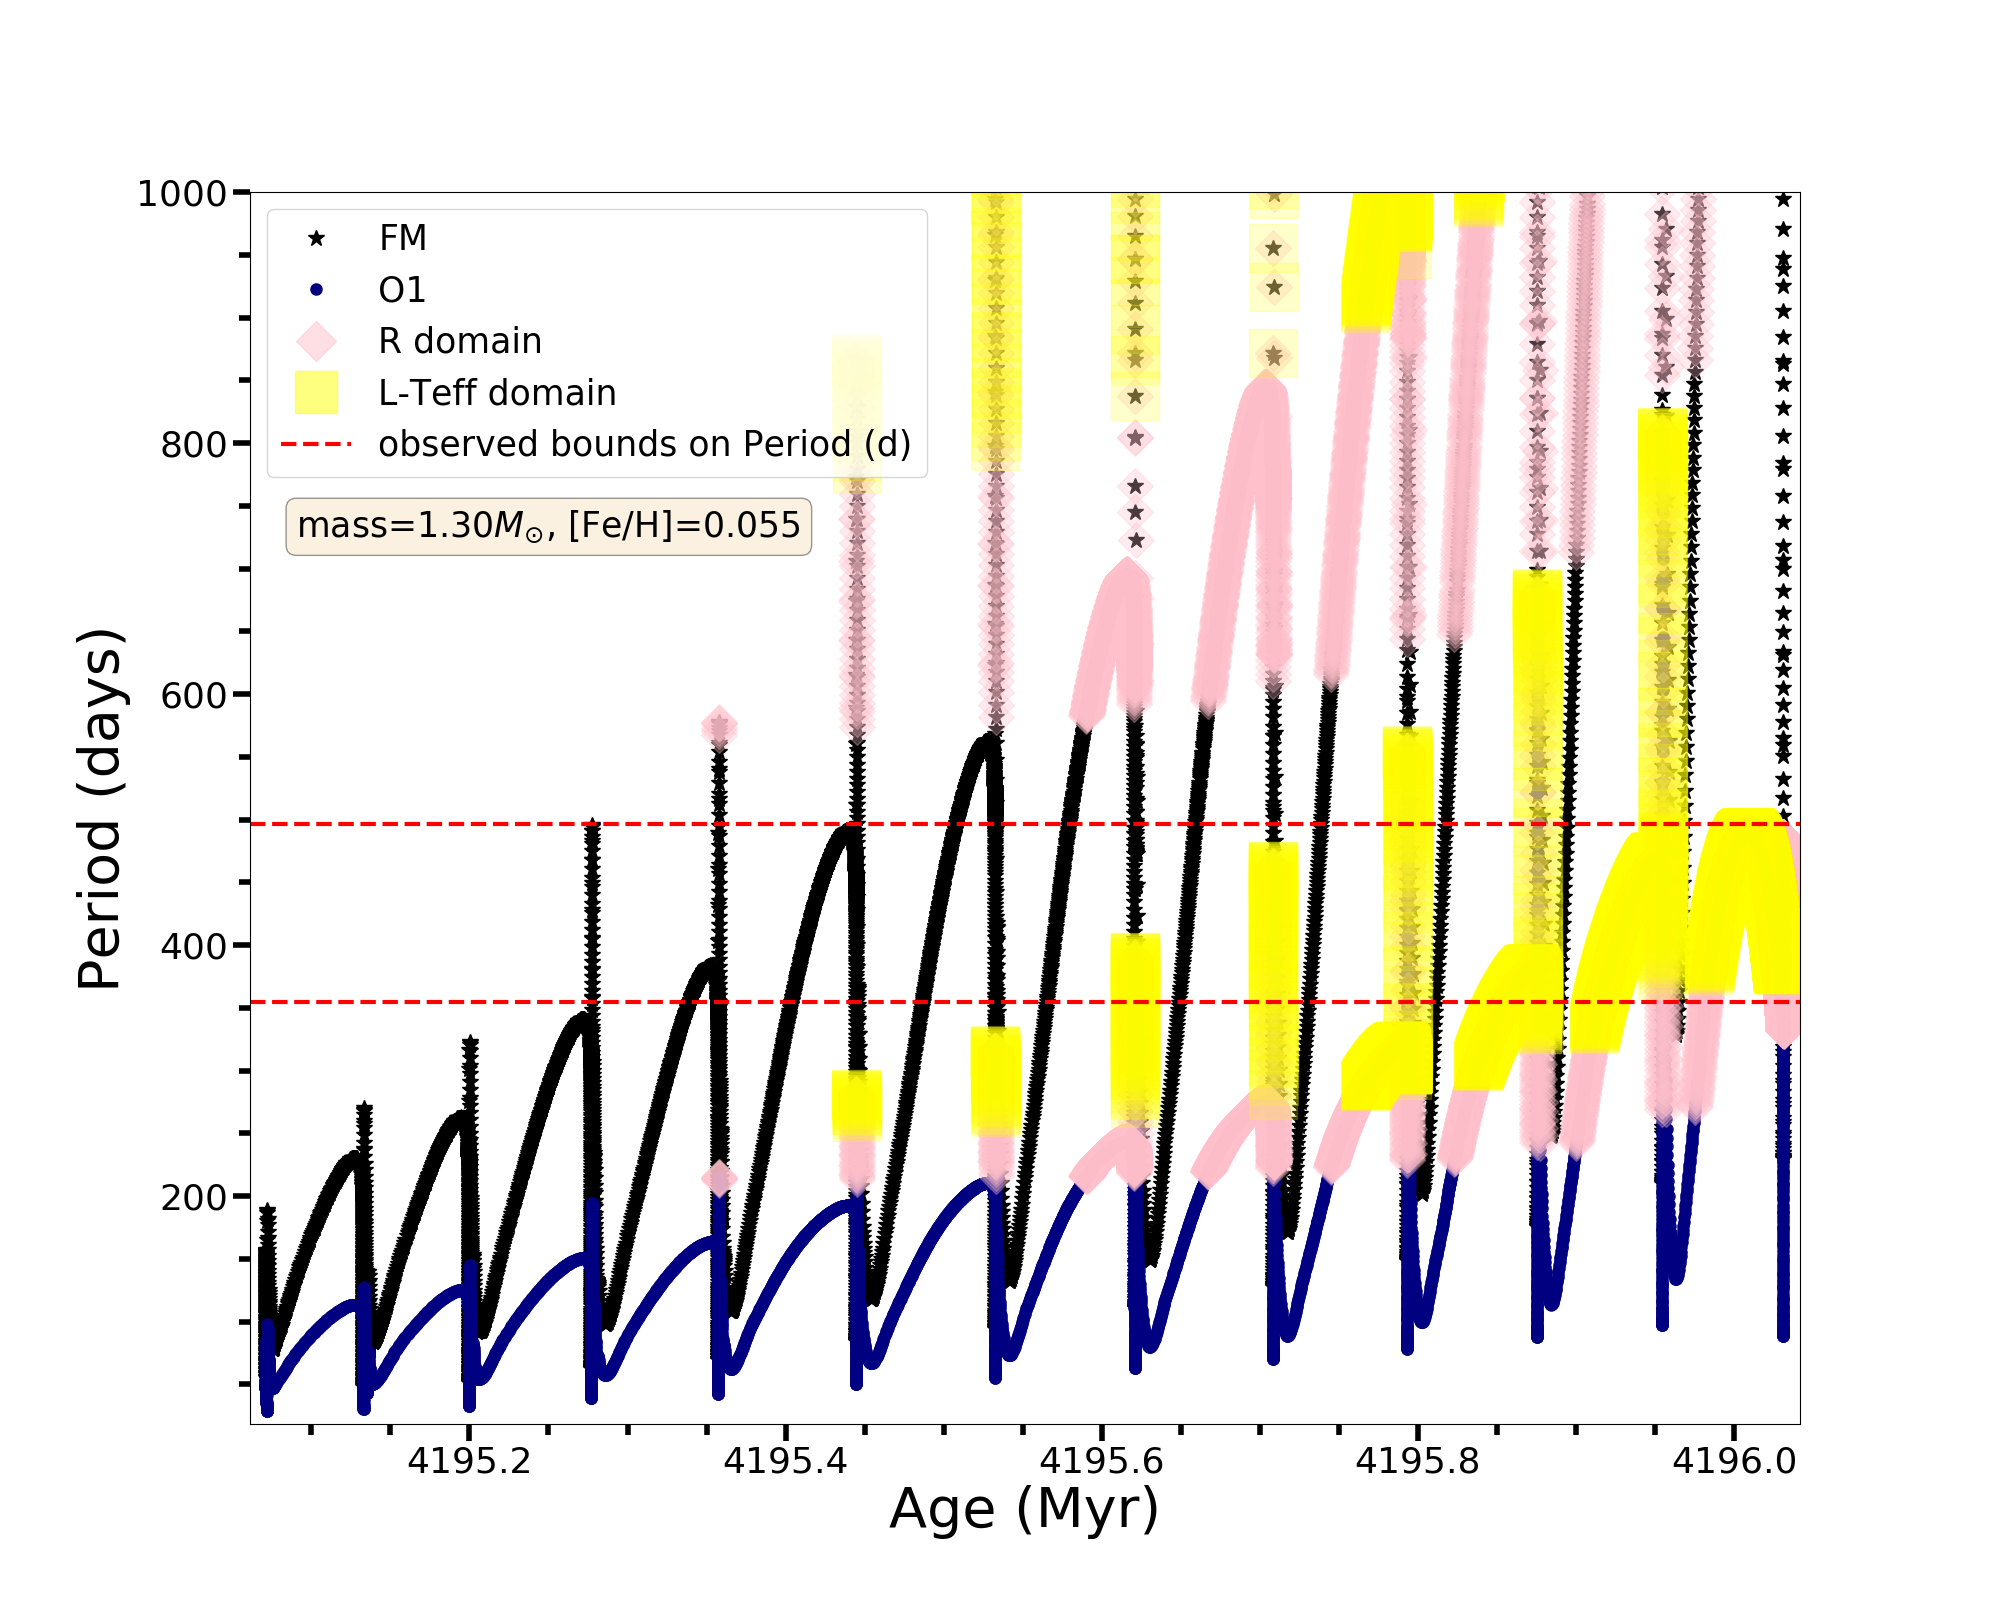 1000
800
600
400
200
Period (days)
FM
O1
R domain
L-Teff domain
observed bounds on Period (d)
mass=1.30M⊙, [Fe/H]=0.055
4195.2 4195.4 4195.6 4195.8 4196.0
Age (Myr)